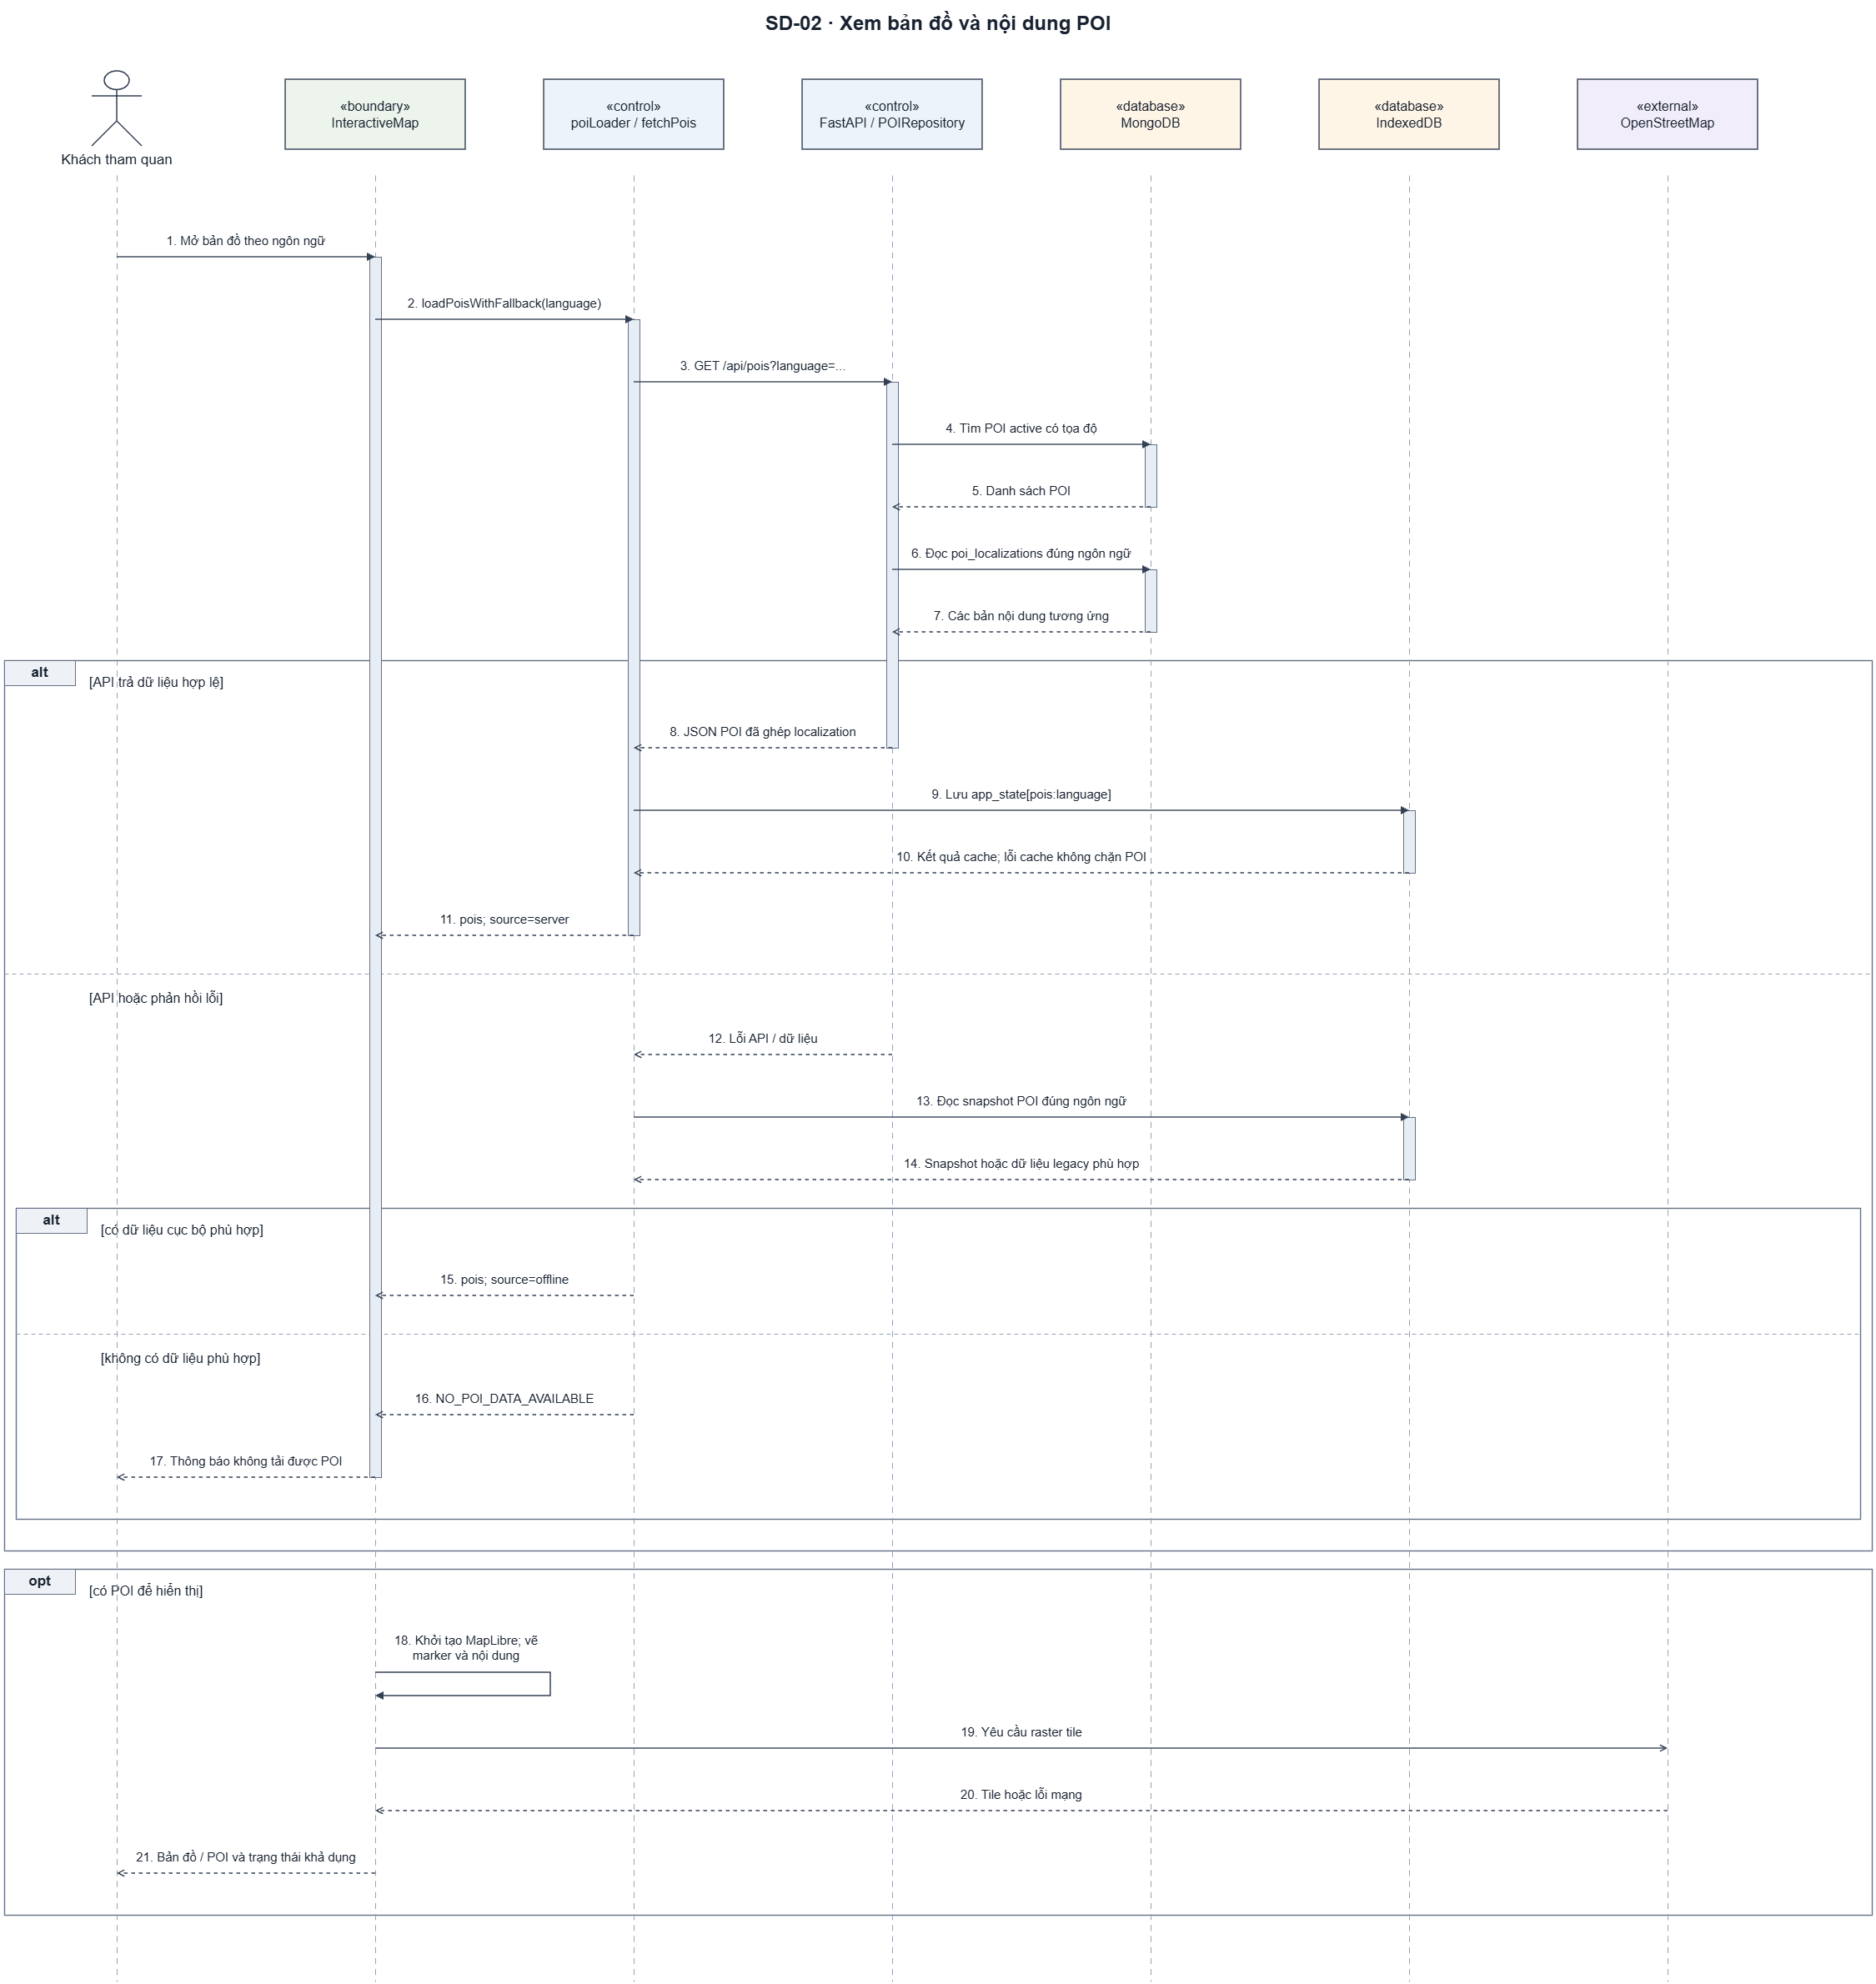 SD-02 · Xem bản đồ và nội dung POI
Khách tham quan
«boundary»
InteractiveMap
«control»
poiLoader / fetchPois
«control»
FastAPI / POIRepository
«database»
MongoDB
«database»
IndexedDB
«external»
OpenStreetMap
1. Mở bản đồ theo ngôn ngữ
2. loadPoisWithFallback(language)
3. GET /api/pois?language=...
4. Tìm POI active có tọa độ
5. Danh sách POI
6. Đọc poi_localizations đúng ngôn ngữ
7. Các bản nội dung tương ứng
alt
[API trả dữ liệu hợp lệ]
8. JSON POI đã ghép localization
9. Lưu app_state[pois:language]
10. Kết quả cache; lỗi cache không chặn POI
11. pois; source=server
[API hoặc phản hồi lỗi]
12. Lỗi API / dữ liệu
13. Đọc snapshot POI đúng ngôn ngữ
14. Snapshot hoặc dữ liệu legacy phù hợp
alt
[có dữ liệu cục bộ phù hợp]
15. pois; source=offline
[không có dữ liệu phù hợp]
16. NO_POI_DATA_AVAILABLE
17. Thông báo không tải được POI
opt
[có POI để hiển thị]
18. Khởi tạo MapLibre; vẽ
marker và nội dung
19. Yêu cầu raster tile
20. Tile hoặc lỗi mạng
21. Bản đồ / POI và trạng thái khả dụng